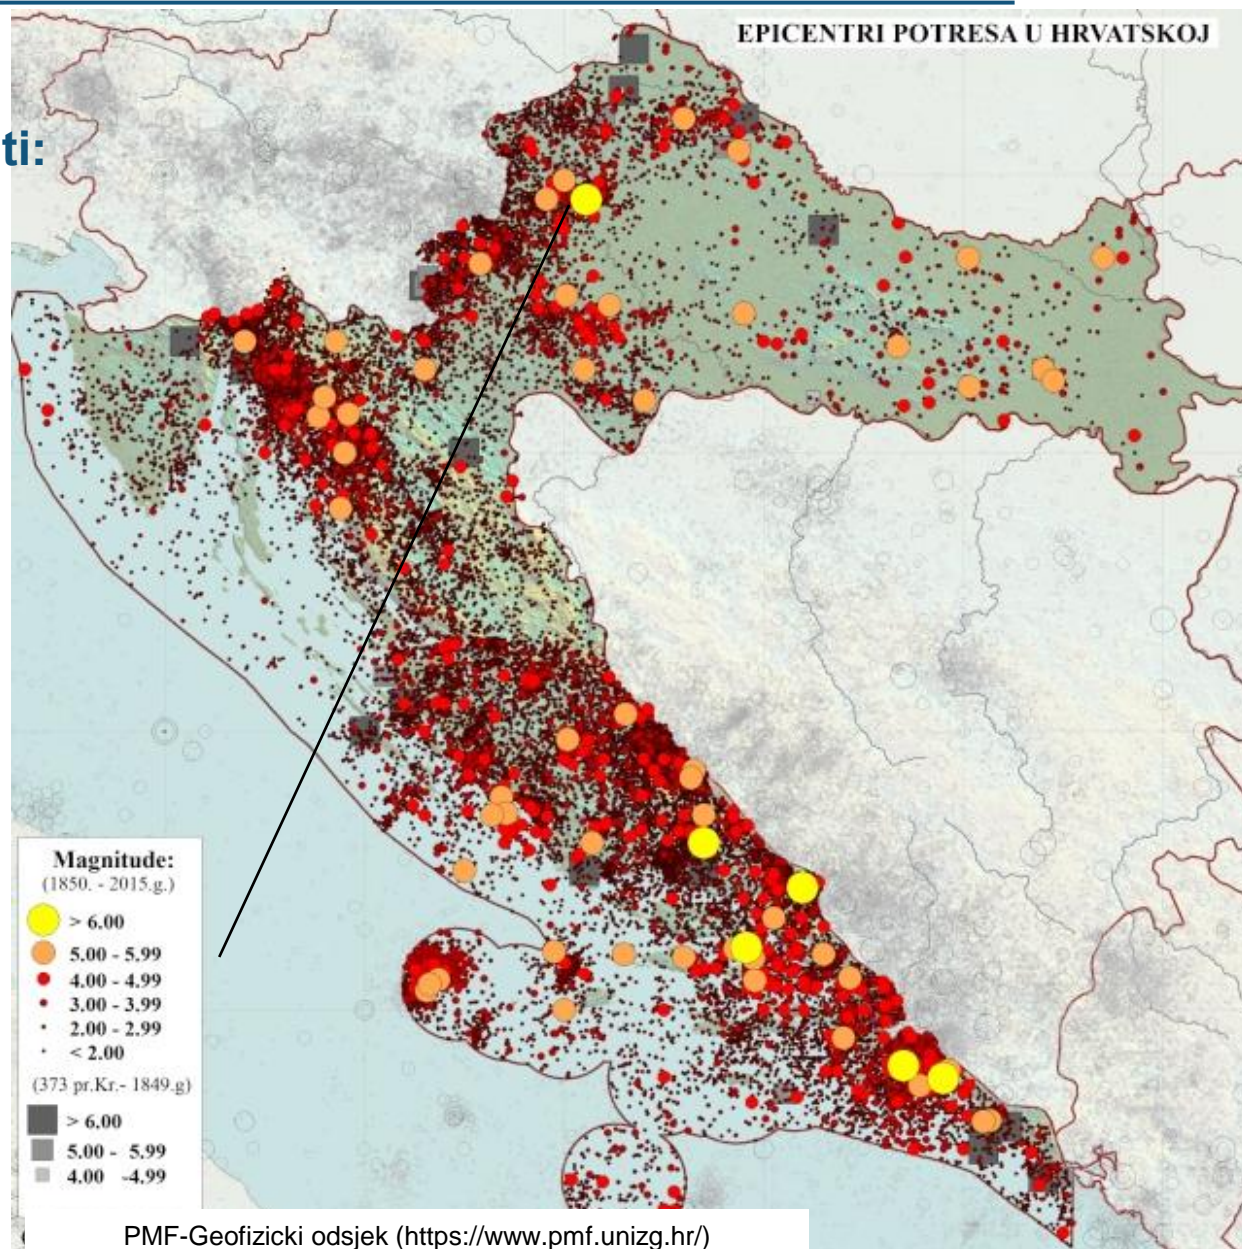 EPICENTRI POTRESA U HRVATSKOJ
ti:
Magnitude:
(1850. - 2015.g.)
> 6.00
5.00 - 5.99
4.00 - 4.99
3.00 - 3.99
2.00 - 2.99
< 2.00
(373 pr.Kr.- 1849.g)
> 6.00
5.00 - 5.99
4.00 -4.99
PMF-Geofizicki odsjek (https://www.pmf.unizg.hr/)